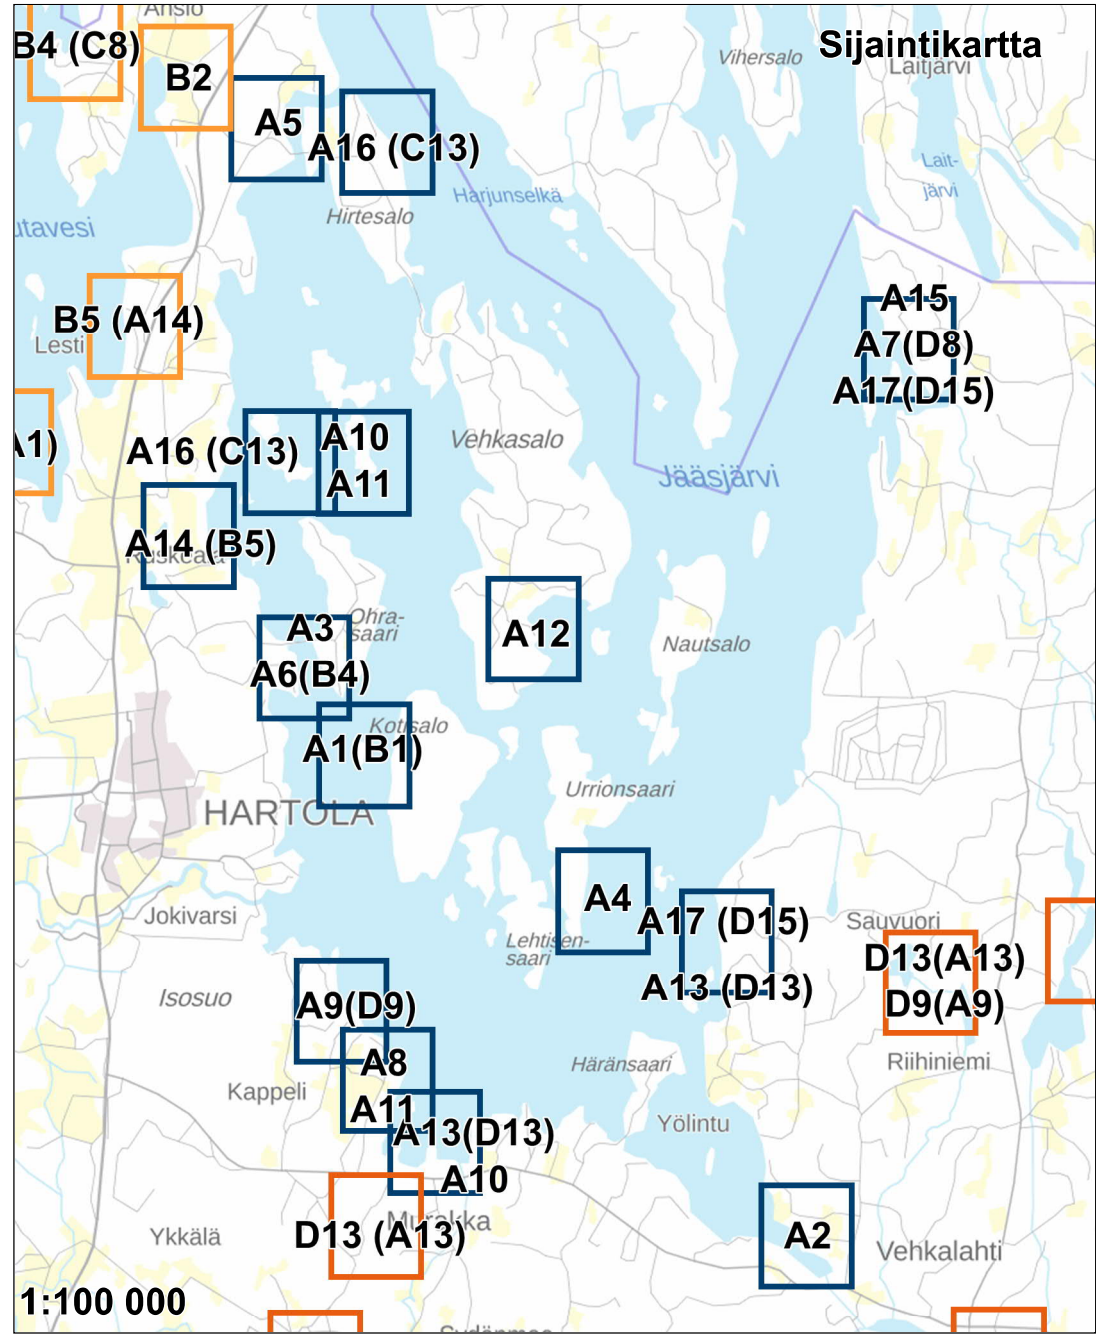 Ansio
B4 (C8)
B2
Vihersalo
Sijaintikartta
Laitjärvi
A5
A16 (C13)
Lait-
järvi
Harjunselkä
Hirtesalo
utavesi
A15
B5 (A14)
Lesti
A7(D8)
A17(D15)
A1)
A16 (C13)
A10
A11
Vehkasalo
Jääsjärvi
A14 (B5)
Ruskeala
A3
Ohra-
saari
A12
Nautsalo
A6(B4)
Kotisalo
A1(B1)
Urrionsaari
HARTOLA
A4
Jokivarsi
A17 (D15)
Sauvuori
Lehtisen-
saari
D13(A13)
D9(A9)
A13 (D13)
Isosuo
A9(D9)
A8
Häränsaari
Riihiniemi
Kappeli
A11
A13(D13)
Yölintu
A10
Murakka
D13 (A13)
Ykkälä
A2
Vehkalahti
1:100 000